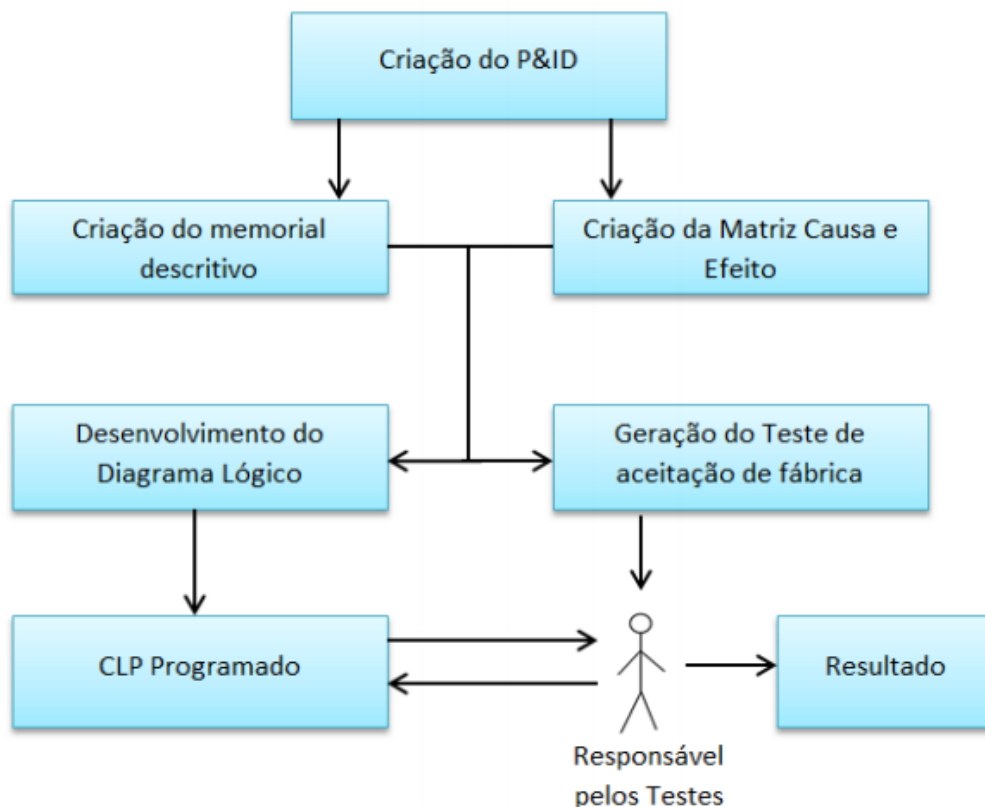 Criação do P&ID
Criação do memorial
descritivo
Criação da Matriz Causa e
Efeito
Desenvolvimento do
Diagrama Lógico
Geração do Teste de
aceitação de fábrica
CLP Programado
Resultado
Responsável
pelos Testes